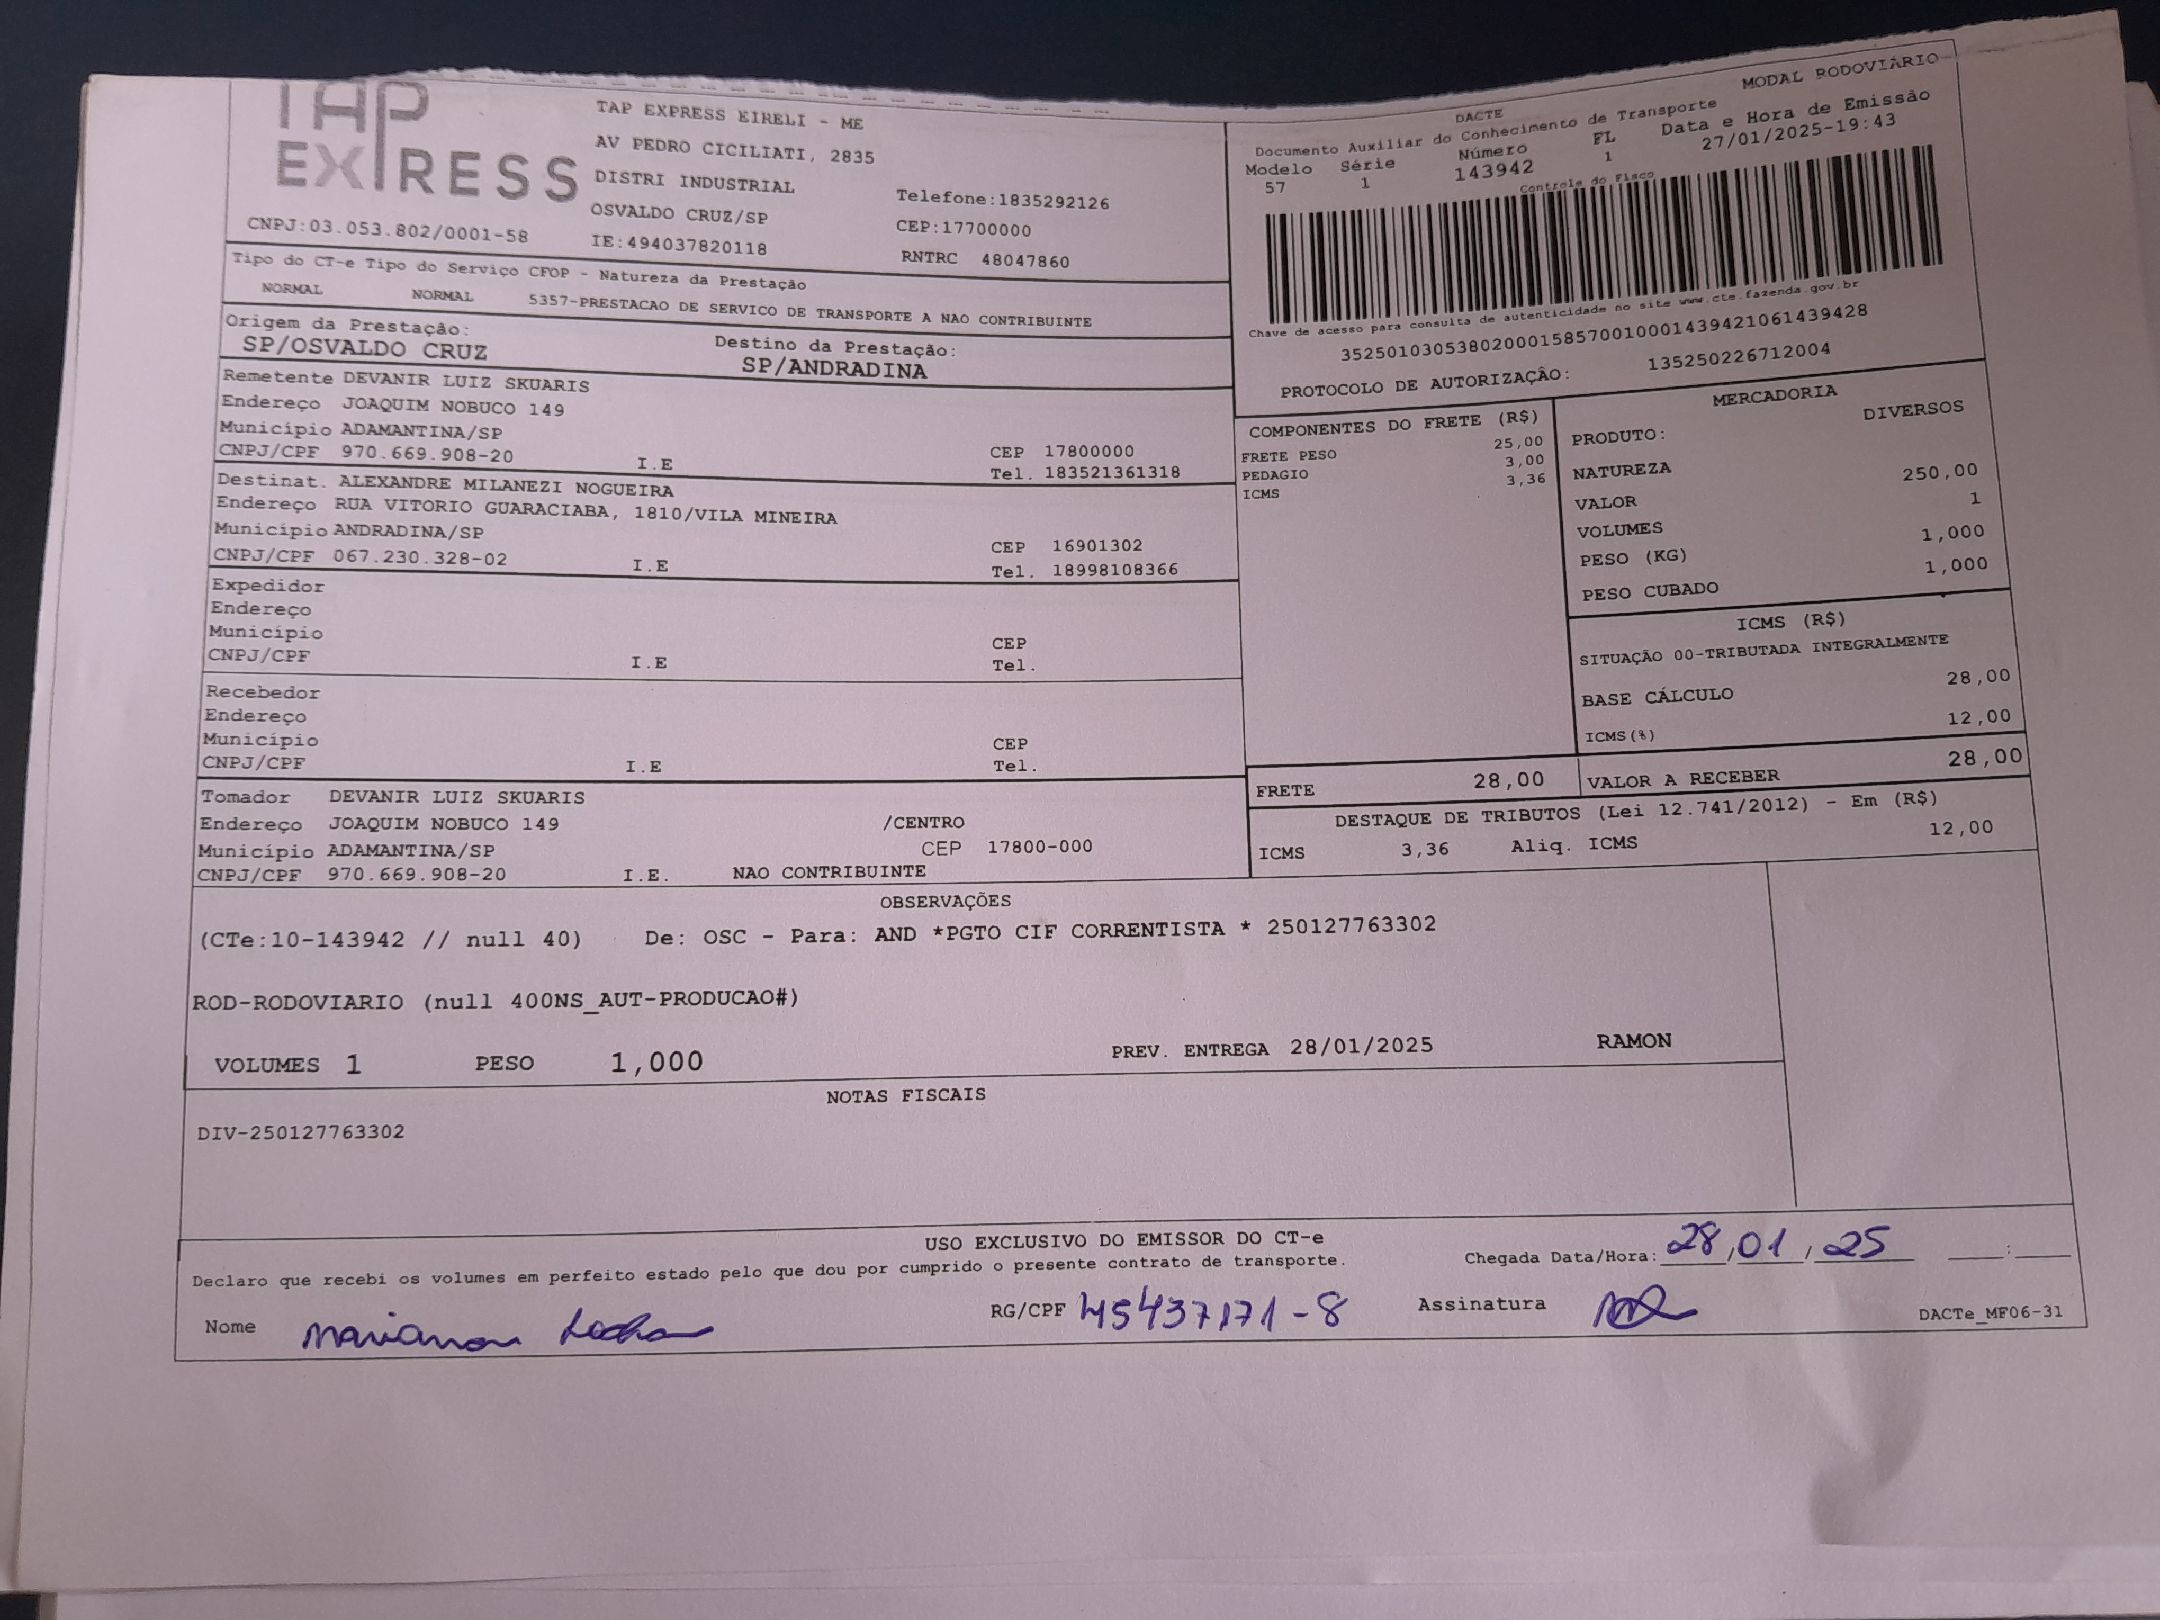 TAP EXPRESS
TAP EXPRESS EIRELI - ME
AV PEDRO CICILIATI, 2835
DISTRI INDUSTRIAL
Telefone:1835292126
OSVALDO CRUZ/SP
CEP:17700000
CNPJ:03.053.802/0001-58
IE:494037820118
RNTRC 48047860
MODAL RODOVIÁRIO
DACTE
Documento Auxiliar do Conhecimento de Transporte
Modelo Série Número FL Data e Hora de Emissão
57 1 143942 1 27/01/2025-19:43
Controle do Fisco
Chave de acesso para consulta de autenticidade no site www.cte.fazenda.gov.br
35250103053802000158570010001439421061439428
PROTOCOLO DE AUTORIZAÇÃO: 135250226712004
Tipo do CT-e Tipo do Serviço CFOP - Natureza da Prestação
NORMAL NORMAL 5357-PRESTACAO DE SERVICO DE TRANSPORTE A NAO CONTRIBUINTE
Origem da Prestação: Destino da Prestação:
SP/OSVALDO CRUZ SP/ANDRADINA
Remetente DEVANIR LUIZ SKUARIS
Endereço JOAQUIM NOBUCO 149
Município ADAMANTINA/SP CEP 17800000
CNPJ/CPF 970.669.908-20 I.E Tel. 183521361318
Destinat. ALEXANDRE MILANEZI NOGUEIRA
Endereço RUA VITORIO GUARACIABA, 1810/VILA MINEIRA
Município ANDRADINA/SP CEP 16901302
CNPJ/CPF 067.230.328-02 I.E Tel. 18998108366
Expedidor
Endereço
Município CEP
CNPJ/CPF I.E Tel.
Recebedor
Endereço
Município CEP
CNPJ/CPF I.E Tel.
Tomador DEVANIR LUIZ SKUARIS
Endereço JOAQUIM NOBUCO 149 /CENTRO
Município ADAMANTINA/SP CEP 17800-000
CNPJ/CPF 970.669.908-20 I.E. NAO CONTRIBUINTE
COMPONENTES DO FRETE (R$)
FRETE PESO 25,00
PEDAGIO 3,00
ICMS 3,36
MERCADORIA
PRODUTO: DIVERSOS
NATUREZA
VALOR 250,00
VOLUMES 1
PESO (KG) 1,000
PESO CUBADO 1,000
ICMS (R$)
SITUAÇÃO 00-TRIBUTADA INTEGRALMENTE
BASE CÁLCULO 28,00
ICMS(%) 12,00
FRETE 28,00 VALOR A RECEBER 28,00
DESTAQUE DE TRIBUTOS (Lei 12.741/2012) - Em (R$)
ICMS 3,36 Aliq. ICMS 12,00
OBSERVAÇÕES
(CTe:10-143942 // null 40) De: OSC - Para: AND *PGTO CIF CORRENTISTA * 250127763302
ROD-RODOVIARIO (null 400NS_AUT-PRODUCAO#)
VOLUMES 1 PESO 1,000 PREV. ENTREGA 28/01/2025 RAMON
NOTAS FISCAIS
DIV-250127763302
USO EXCLUSIVO DO EMISSOR DO CT-e
Declaro que recebi os volumes em perfeito estado pelo que dou por cumprido o presente contrato de transporte.
Chegada Data/Hora: 28/01/25 :
Nome RG/CPF 45437171-8 Assinatura
DACTe_MF06-31